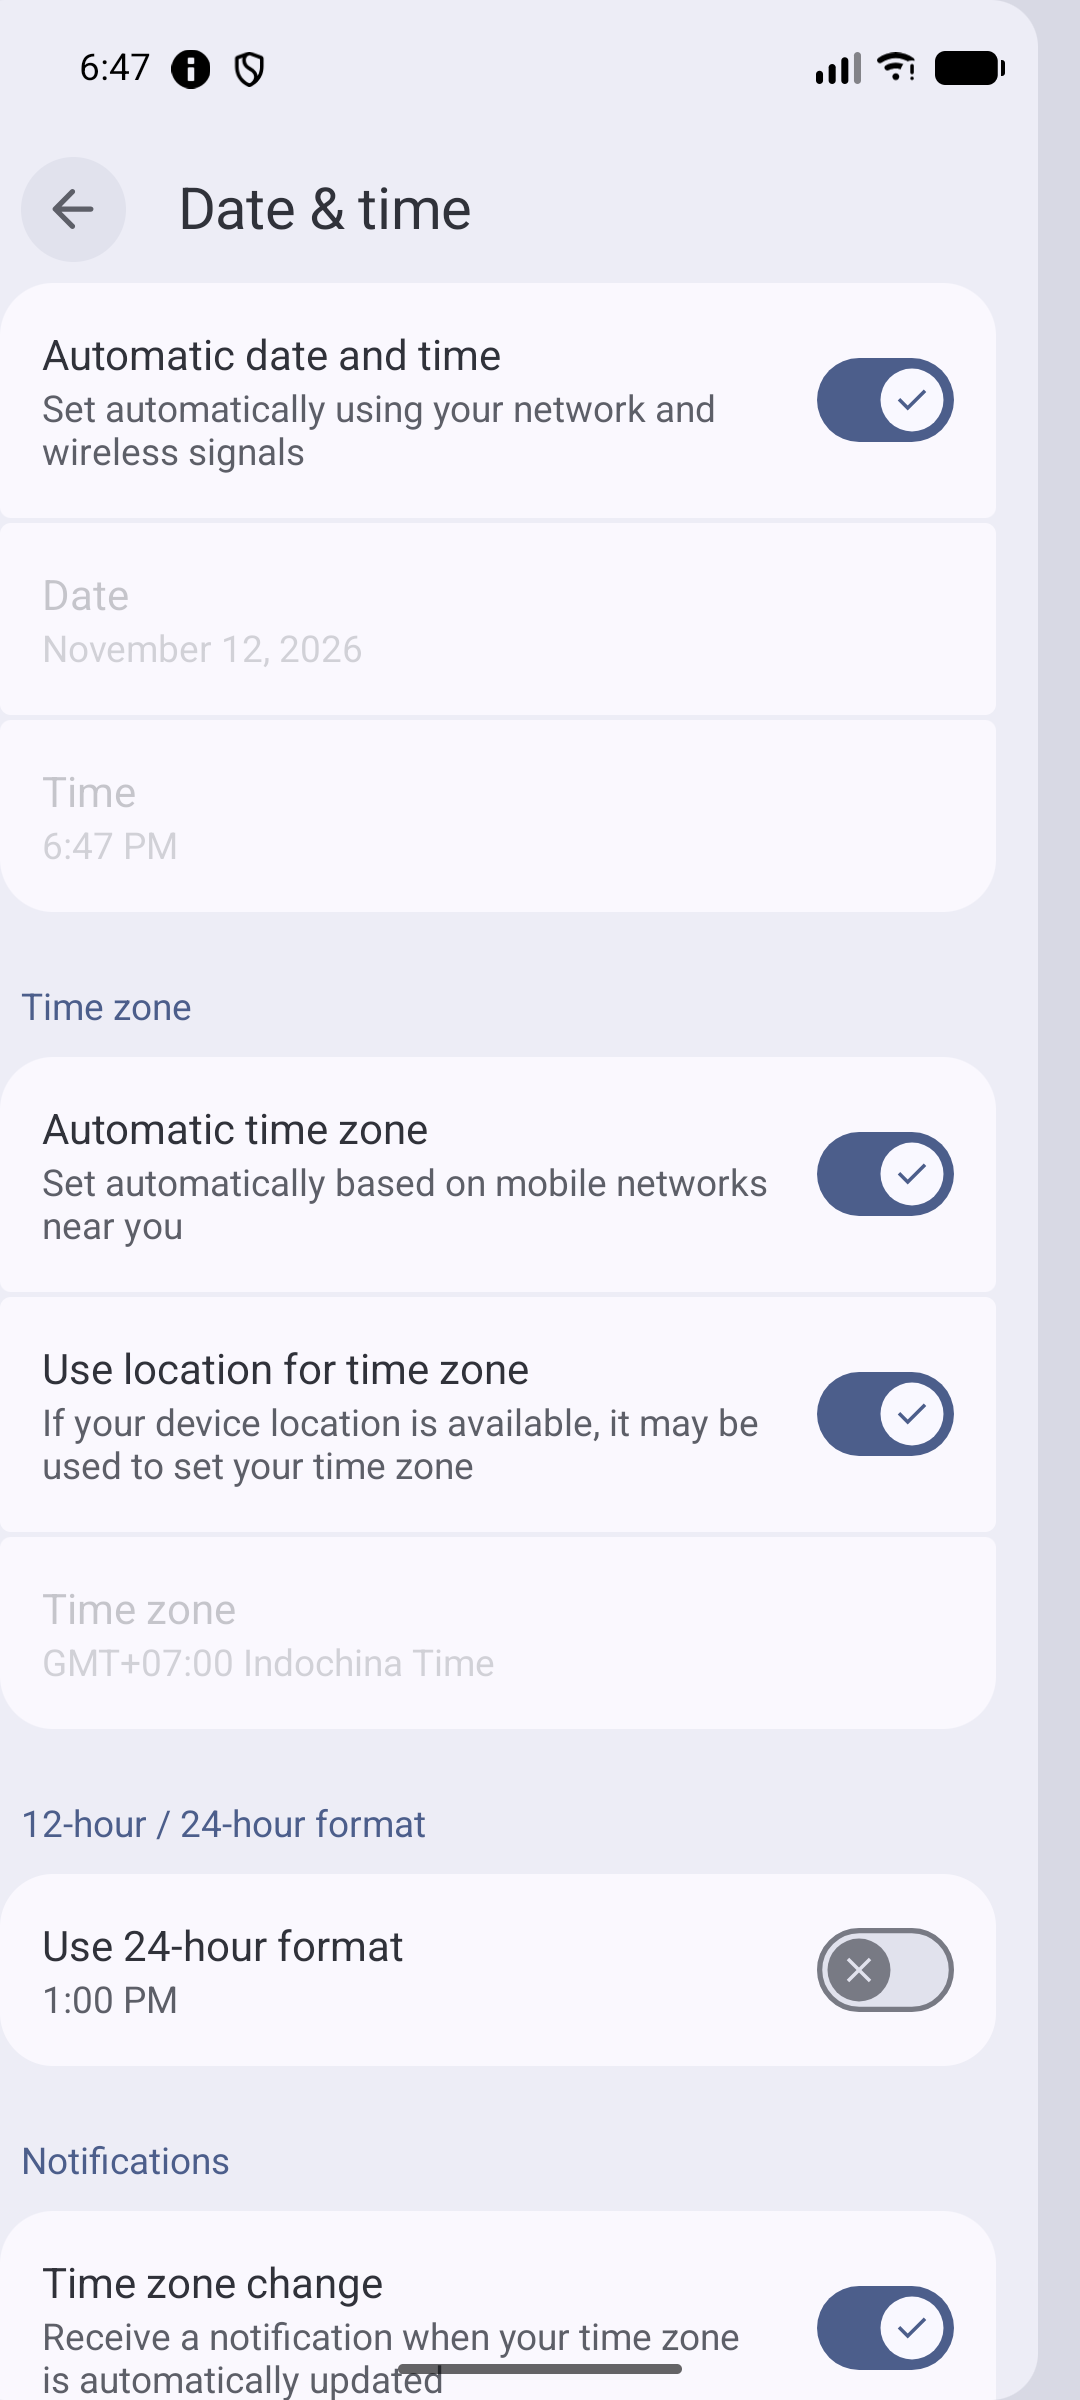 6:47
Date & time
Automatic date and time
Set automatically using your network and
wireless signals
Date
November 12, 2026
Time
6:47 PM
Time zone
Automatic time zone
Set automatically based on mobile networks
near you
Use location for time zone
If your device location is available, it may be
used to set your time zone
Time zone
GMT+07:00 Indochina Time
12-hour / 24-hour format
Use 24-hour format
1:00 PM
Notifications
Time zone change
Receive a notification when your time zone
is automatically updated